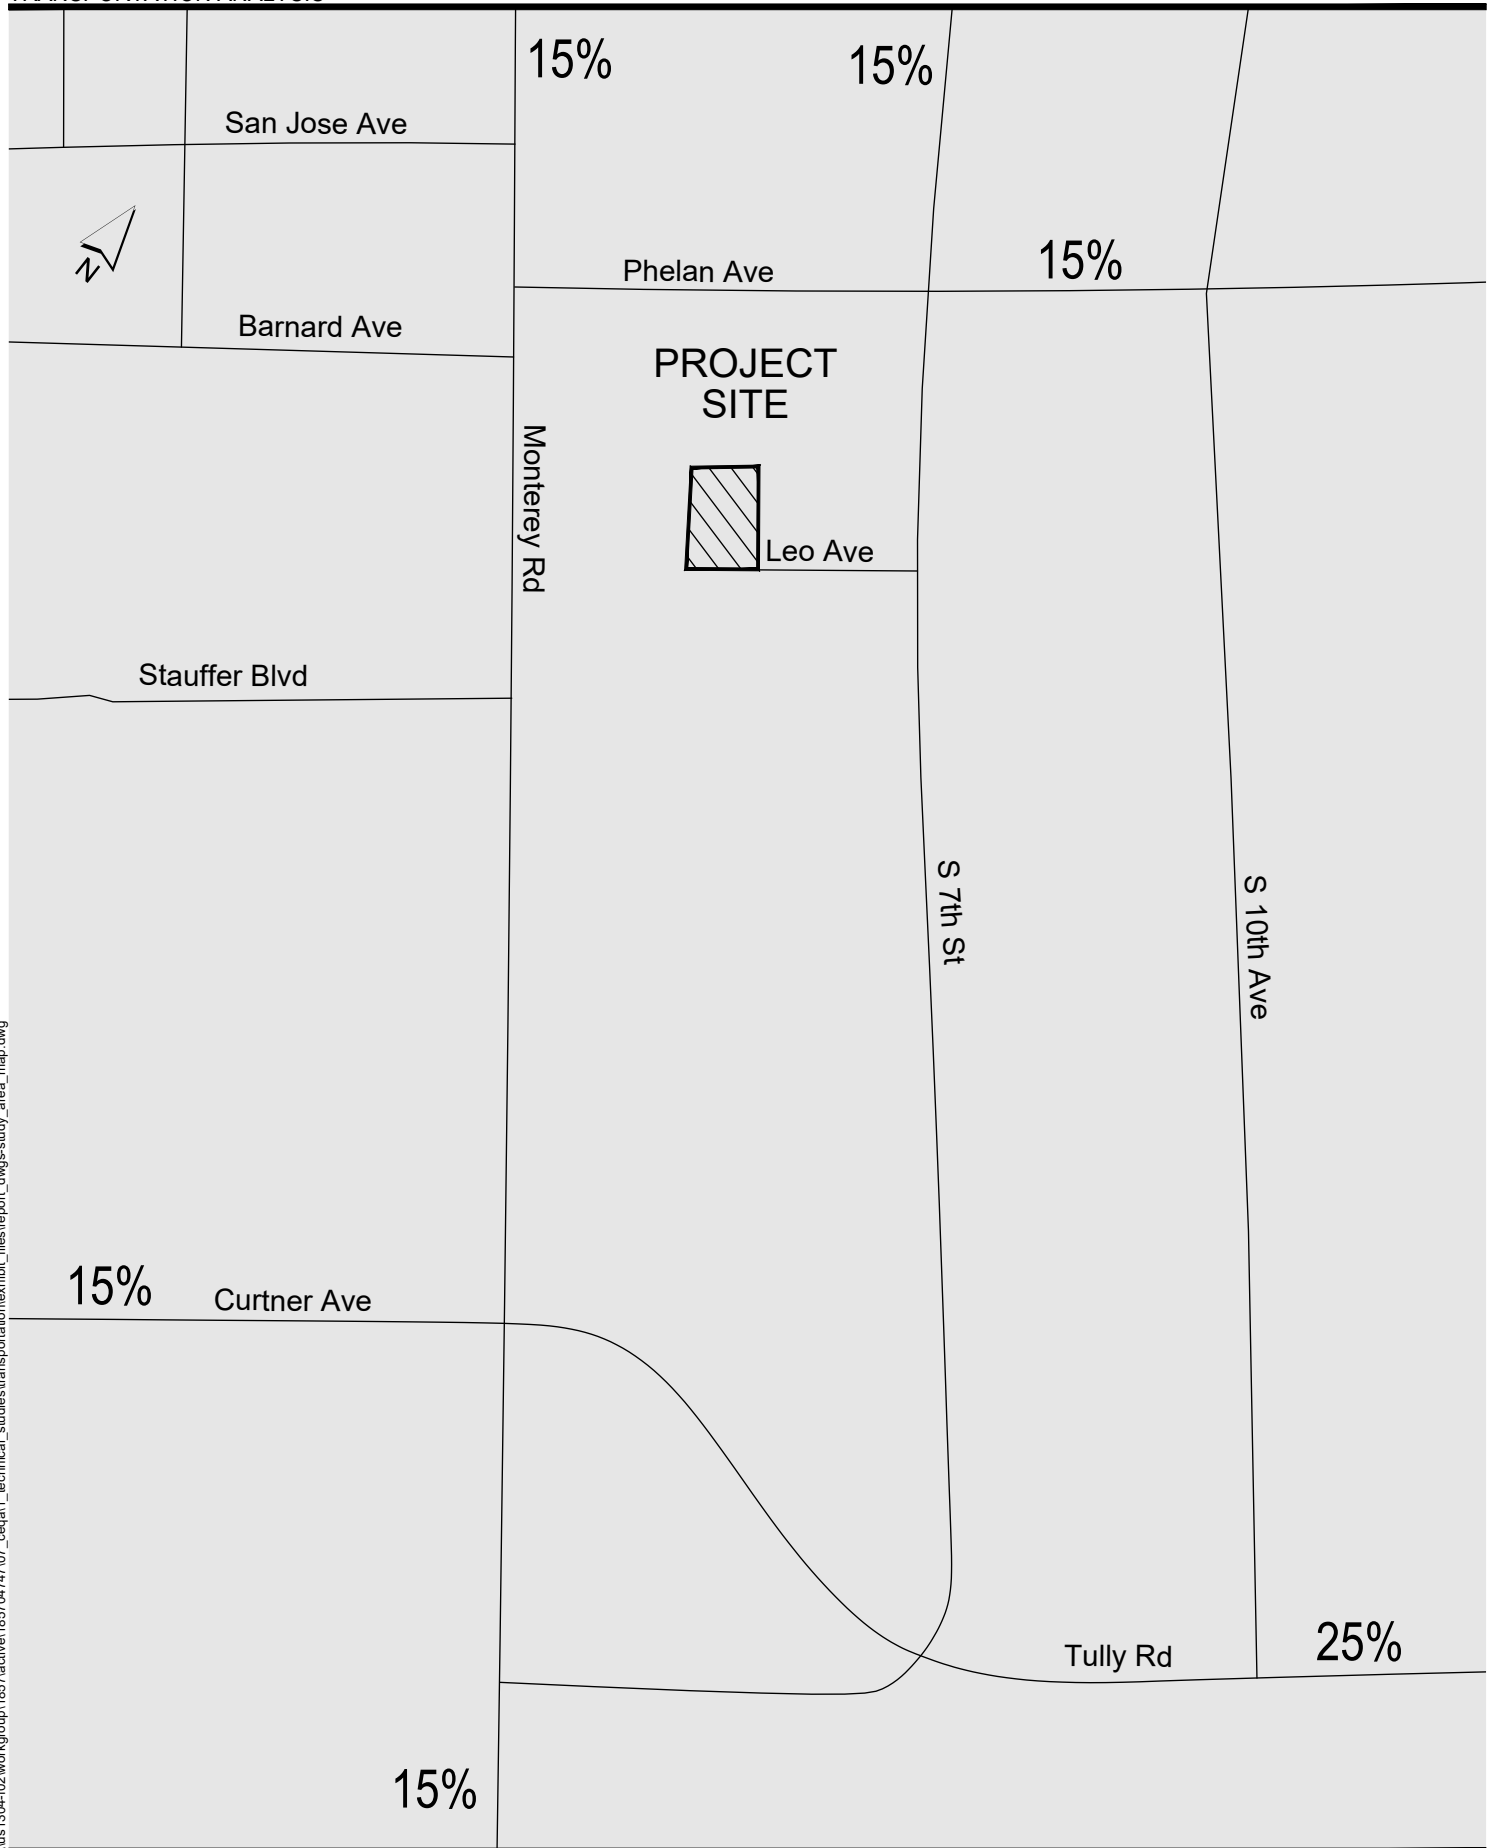 15%
15%
San Jose Ave
15%
Phelan Ave
N
Barnard Ave
PROJECT
SITE
Monterey Rd
Leo Ave
Stauffer Blvd
S 7th St
S 10th Ave
15%
Curtner Ave
25%
Tully Rd
15%